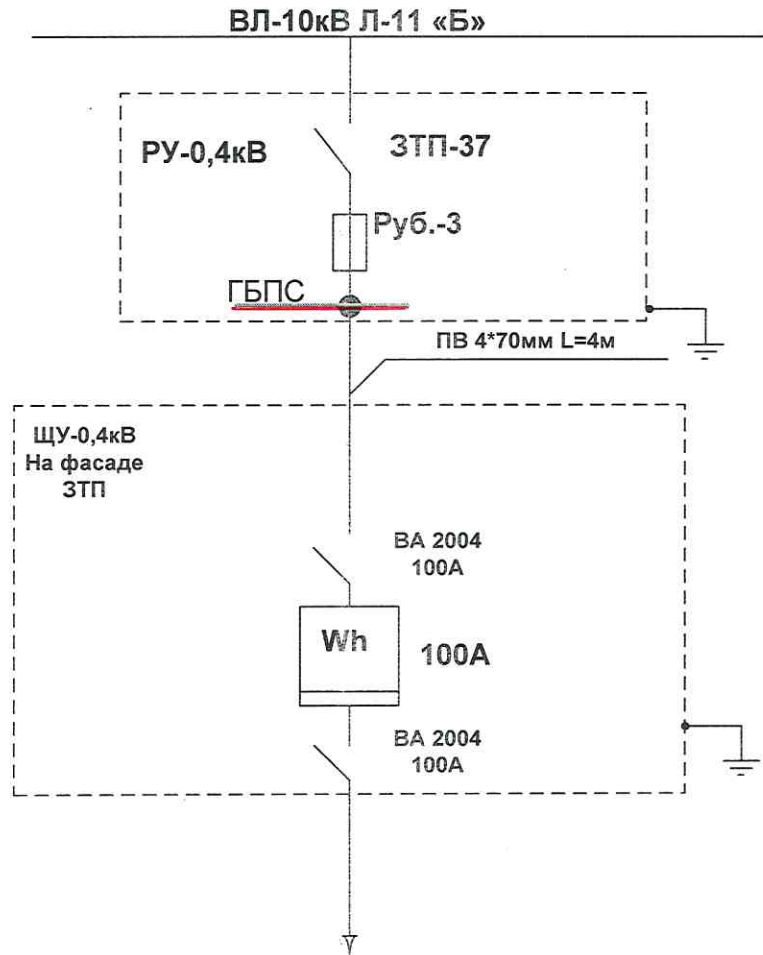 ВЛ-10кВ Л-11 «Б»
РУ-0,4кВ
ЗТП-37
Руб.-3
ГБПС
ПВ 4*70мм L=4м
ЩУ-0,4кВ
На фасаде
ЗТП
ВА 2004
100А
Wh
100А
ВА 2004
100А